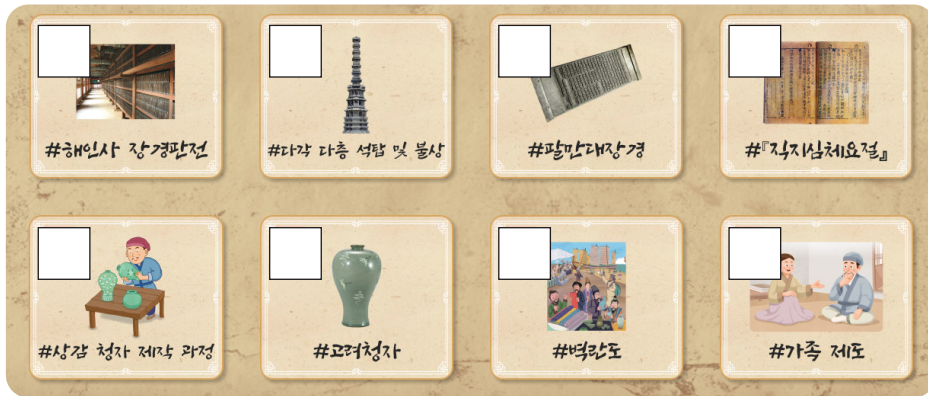 #해인사 장경판전
#다각 다층 석탑 및 불상
#팔만대장경
#『직지심체요절』
#상감 청자 제작 과정
#고려청자
#벽란도
#가족 제도